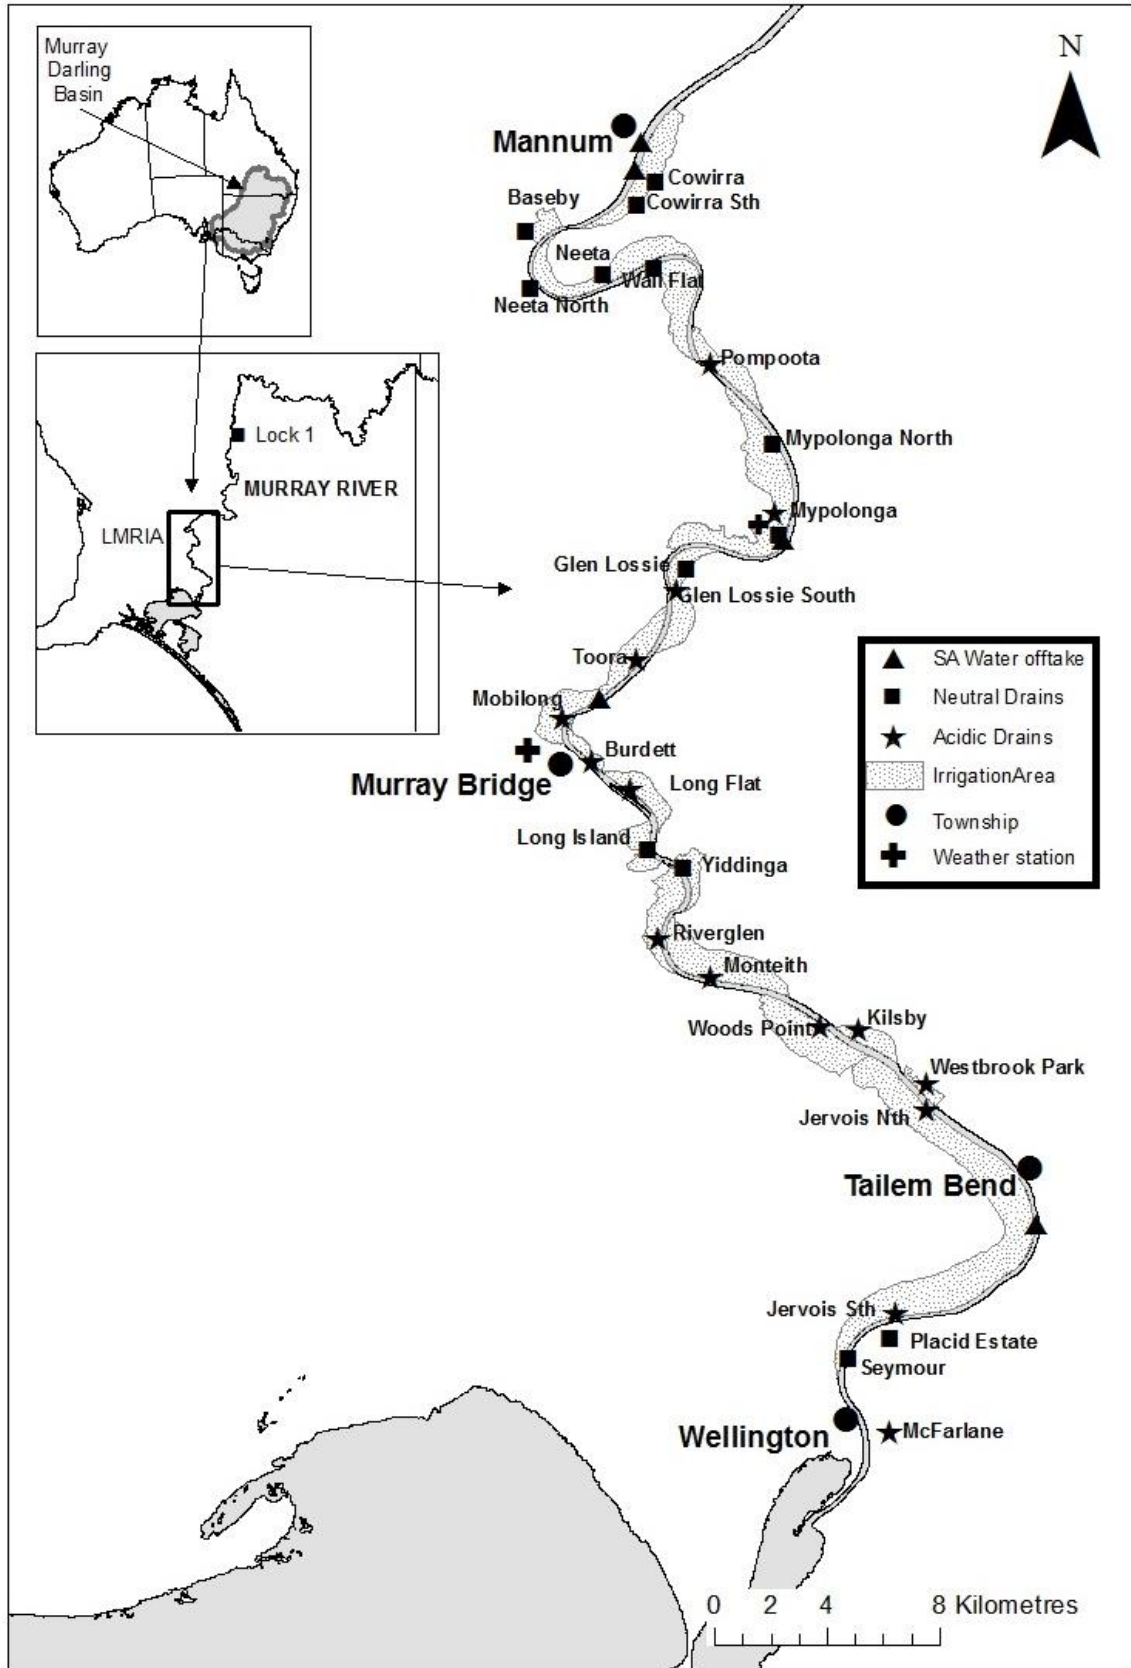 Murray
Darling
Basin
N
Mannum
Cowirra
Baseby
Cowirra Sth
Neeta
Wall Flat
Neeta North
Pompoota
Lock 1
Mypolonga North
MURRAY RIVER
Mypolonga
LMRIA
Glen Lossie
Glen Lossie South
Toora
SA Water offtake
Mobilong
Neutral Drains
Burdett
Acidic Drains
Murray Bridge
Long Flat
IrrigationArea
Long Island
Township
Yiddinga
Weather station
Riverglen
Monteith
Woods Point
Kilsby
Westbrook Park
Jervois Nth
Tailem Bend
Jervois Sth
Placid Estate
Seymour
Wellington
McFarlane
0 2 4 8 Kilometres